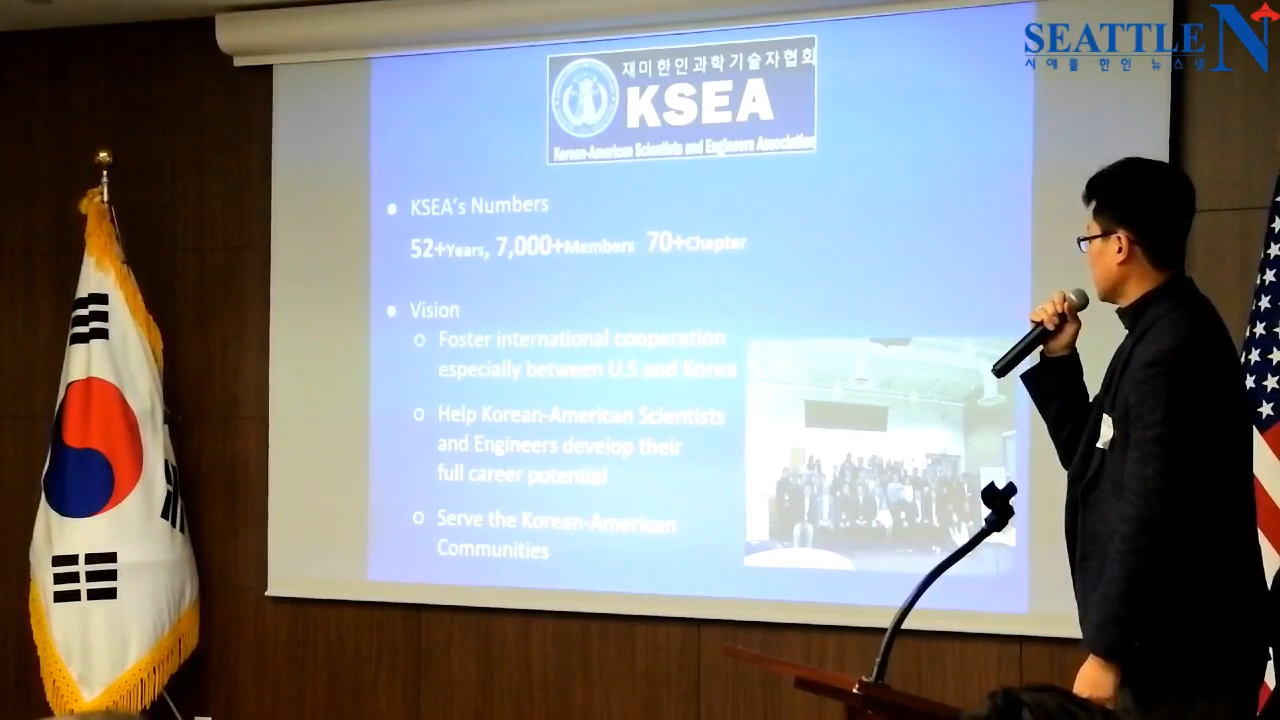 SEATTLE N
시애틀 한인 뉴스넷
재미한인과학기술자협회
KSEA
Korean-American Scientists and Engineers Association
KSEA's Numbers
52+Years, 7,000+Members 70+Chapter
Vision
Foster international cooperation
especially between U.S and Korea
Help Korean-American Scientists
and Engineers develop their
full career potential
Serve the Korean-American
Communities